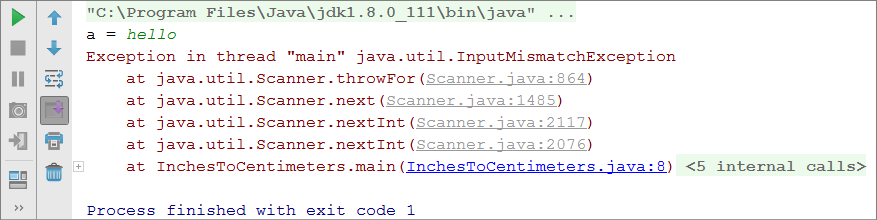 "C:\Program Files\Java\jdk1.8.0_111\bin\java" ...
a = hello
Exception in thread "main" java.util.InputMismatchException
at java.util.Scanner.throwFor(Scanner.java:864)
at java.util.Scanner.next(Scanner.java:1485)
at java.util.Scanner.nextInt(Scanner.java:2117)
at java.util.Scanner.nextInt(Scanner.java:2076)
at InchesToCentimeters.main(InchesToCentimeters.java:8) <5 internal calls>
Process finished with exit code 1